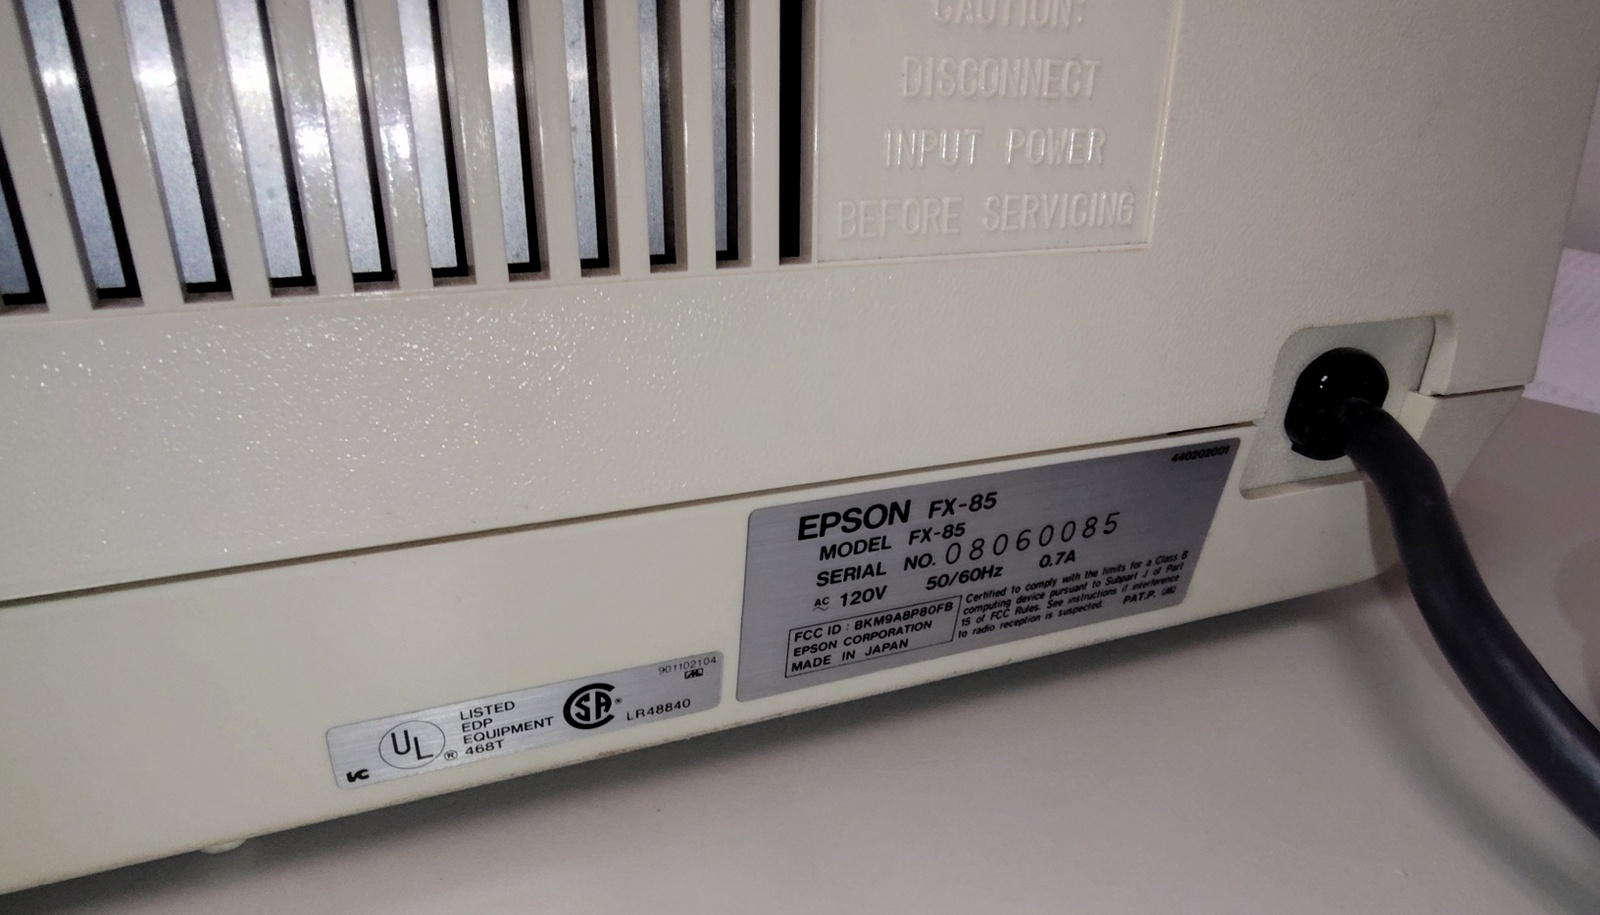 CAUTION:
DISCONNECT
INPUT POWER
BEFORE SERVICING
440202001
EPSON FX-85
MODEL FX-85
SERIAL NO. 08060085
AC 120V 50/60Hz 0.7A
FCC ID : BKM9A8P80FB
EPSON CORPORATION
MADE IN JAPAN
Certified to comply with the limits for a Class B
computing device pursuant to Subpart J of Part
15 of FCC Rules. See instructions if interference
to radio reception is suspected. PAT.P.
901102104
UL ®
LISTED
EDP
EQUIPMENT
468T
CSA ®
LR48840